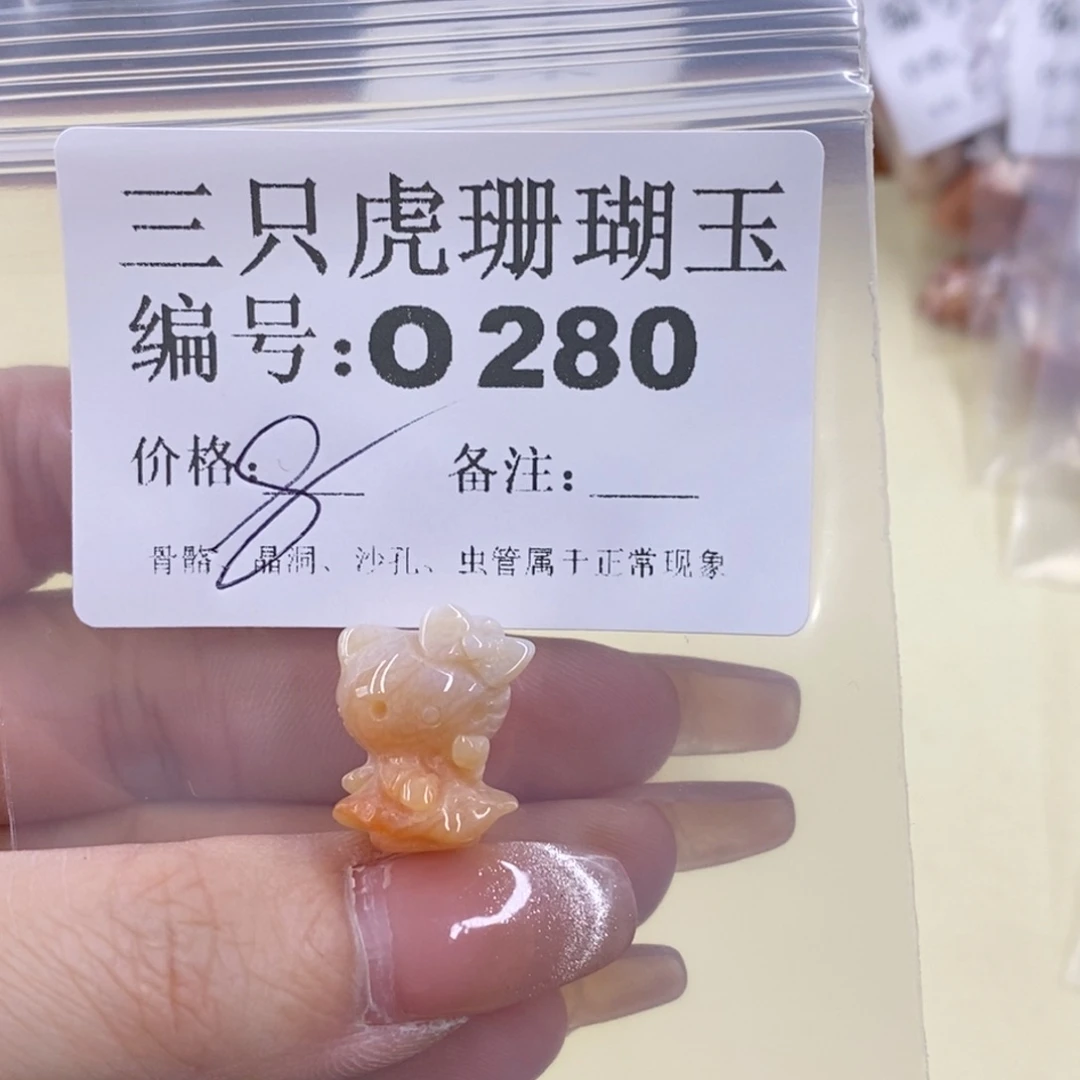 三只虎珊瑚玉
编号:O 280
价格: 备注:
骨骼、晶洞、沙孔、虫管属于正常现象